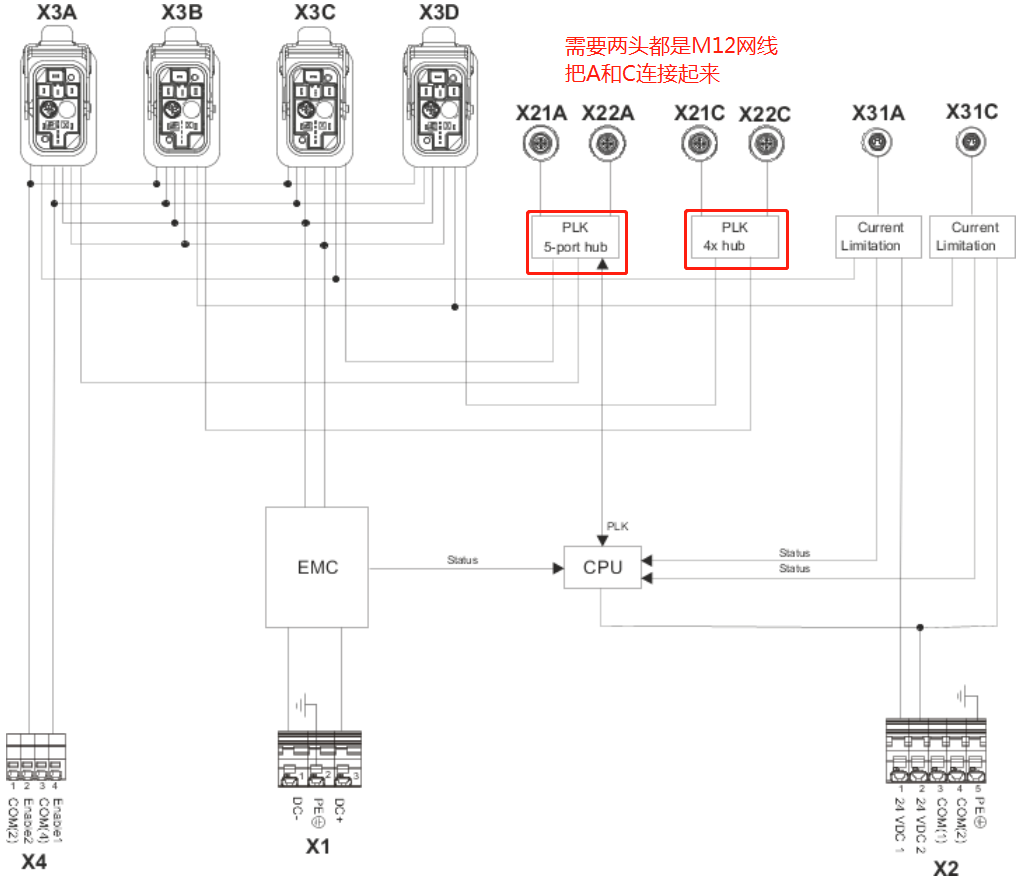 X3A X3B X3C X3D
需要两头都是M12网线
把A和C连接起来
X21A X22A X21C X22C X31A X31C
PLK
5-port hub
PLK
4x hub
Current
Limitation
Current
Limitation
PLK
EMC
Status
CPU
Status
Status
1 2 3 4
COM(2)
Enable2
COM(4)
Enable1
X4
1 2 3
DC-
PE
DC+
X1
1 2 3 4 5
24 VDC 1
24 VDC 2
COM(1)
COM(2)
PE
X2